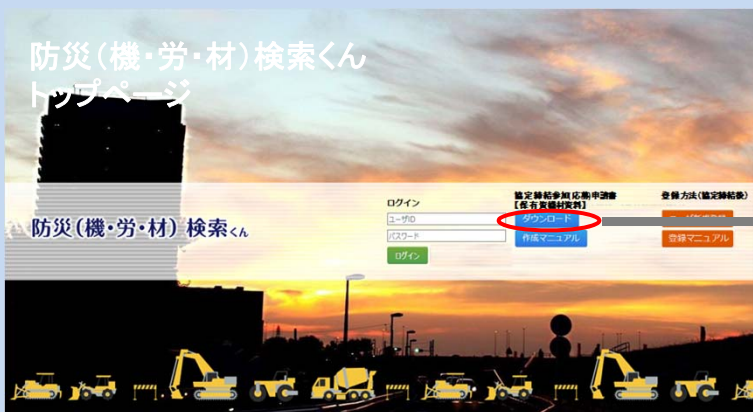 防災(機・労・材)検索くん
トップページ
防災(機・労・材)検索くん
ログイン
ユーザID
パスワード
ログイン
協定締結参加(応募)申請書
【保有資機材資料】
ダウンロード
作成マニュアル
登録方法(協定締結後)
登録マニュアル